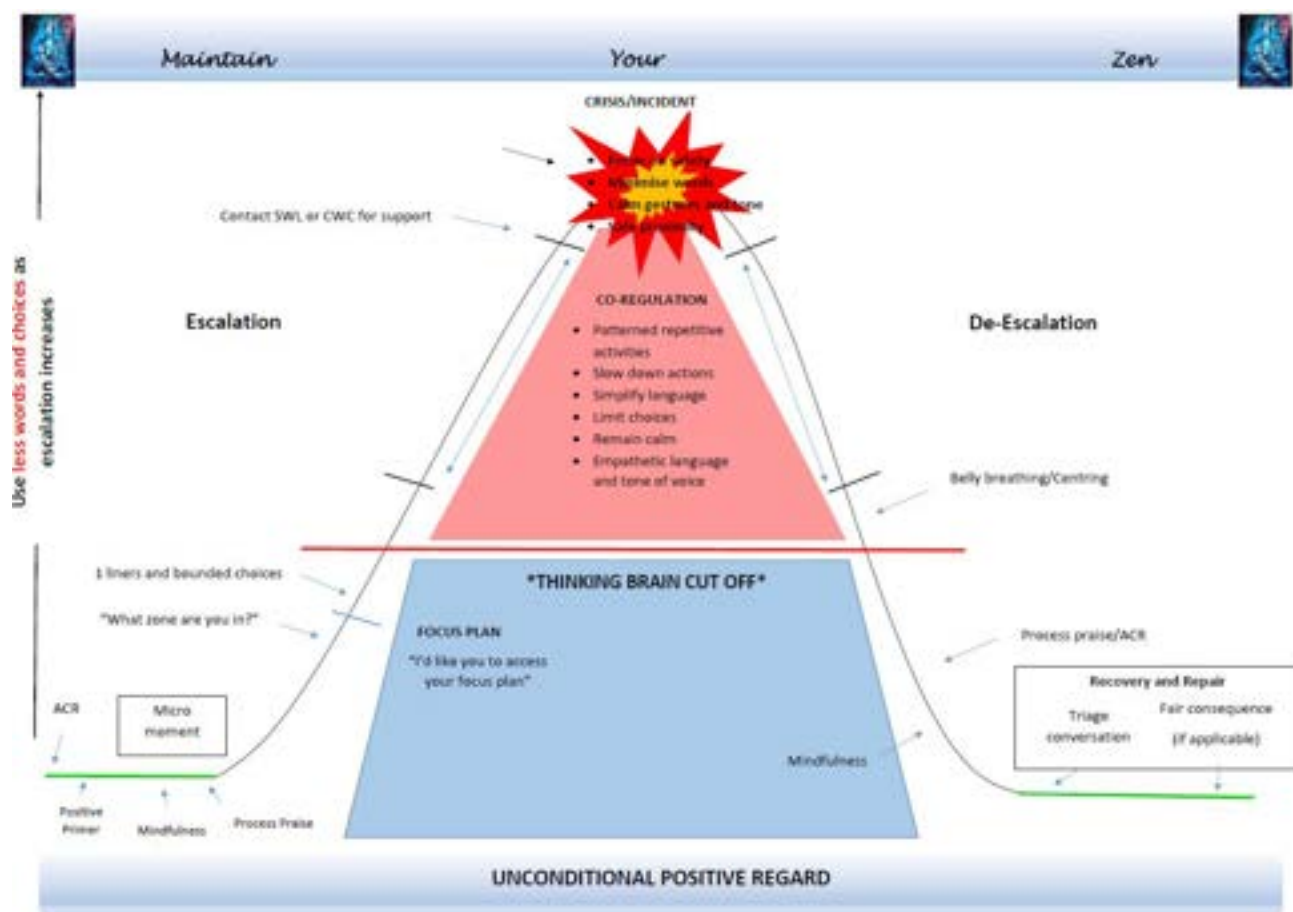 Maintain Your Zen
CRISIS/INCIDENT
• Minimise words
• Calm gestures and tone
• Safe proximity
Contact SWL or CWC for support
Escalation
De-Escalation
Use less words and choices as
escalation increases
CO-REGULATION
• Patterned repetitive
activities
• Slow down actions
• Simplify language
• Limit choices
• Remain calm
• Empathetic language
and tone of voice
Belly breathing/Centring
1 liners and bounded choices
"What zone are you in?"
*THINKING BRAIN CUT OFF*
FOCUS PLAN
"I'd like you to access
your focus plan"
Process praise/ACR
Recovery and Repair
Triage
conversation
Fair consequence
(if applicable)
ACR
Micro
moment
Mindfulness
Positive
Primer
Mindfulness
Process Praise
UNCONDITIONAL POSITIVE REGARD